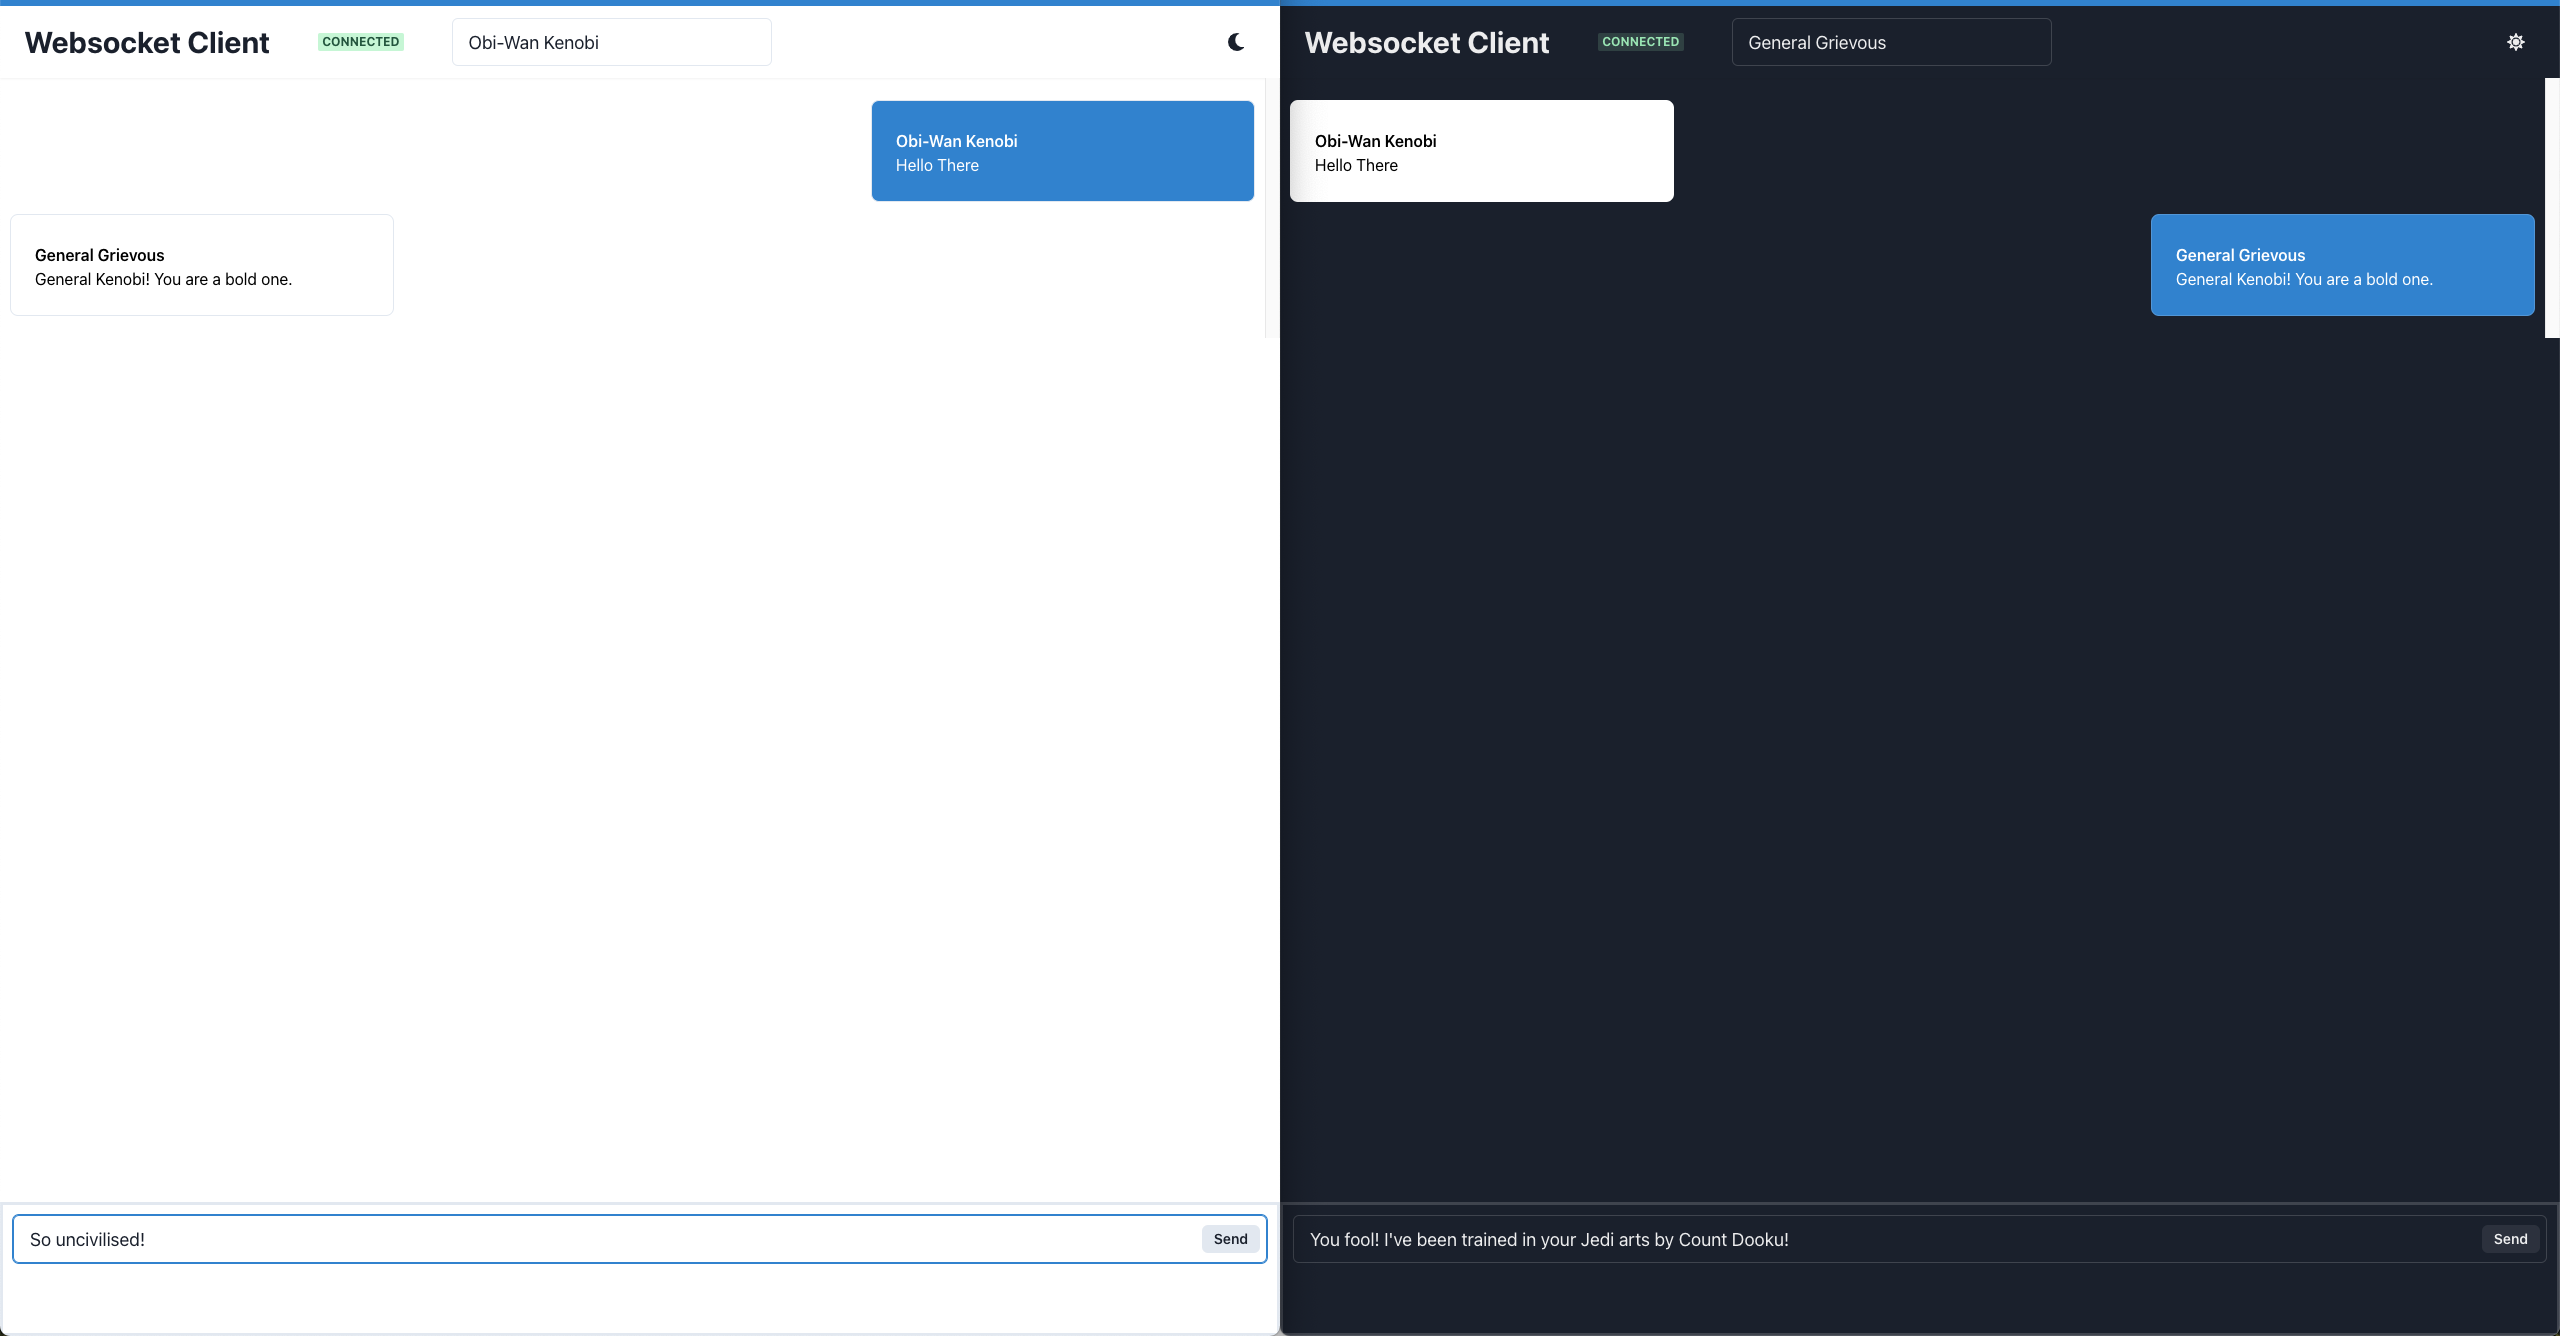 Websocket Client
CONNECTED
Obi-Wan Kenobi
Obi-Wan Kenobi
Hello There
General Grievous
General Kenobi! You are a bold one.
So uncivilised!
Send
Websocket Client
CONNECTED
General Grievous
Obi-Wan Kenobi
Hello There
General Grievous
General Kenobi! You are a bold one.
You fool! I've been trained in your Jedi arts by Count Dooku!
Send